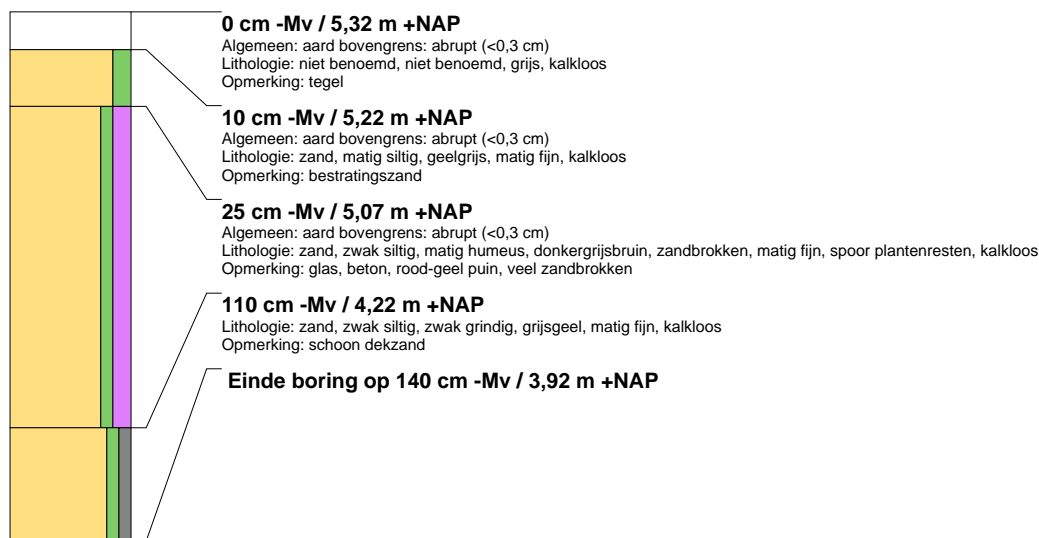 0 cm -Mv / 5,32 m +NAP
Algemeen: aard bovengrens: abrupt (<0,3 cm)
Lithologie: niet benoemd, niet benoemd, grijs, kalkloos
Opmerking: tegel
10 cm -Mv / 5,22 m +NAP
Algemeen: aard bovengrens: abrupt (<0,3 cm)
Lithologie: zand, matig siltig, geelgrijs, matig fijn, kalkloos
Opmerking: bestratingszand
25 cm -Mv / 5,07 m +NAP
Algemeen: aard bovengrens: abrupt (<0,3 cm)
Lithologie: zand, zwak siltig, matig humeus, donkergrijsbruin, zandbrokken, matig fijn, spoor plantenresten, kalkloos
Opmerking: glas, beton, rood-geel puin, veel zandbrokken
110 cm -Mv / 4,22 m +NAP
Lithologie: zand, zwak siltig, zwak grindig, grijsgeel, matig fijn, kalkloos
Opmerking: schoon dekzand
Einde boring op 140 cm -Mv / 3,92 m +NAP